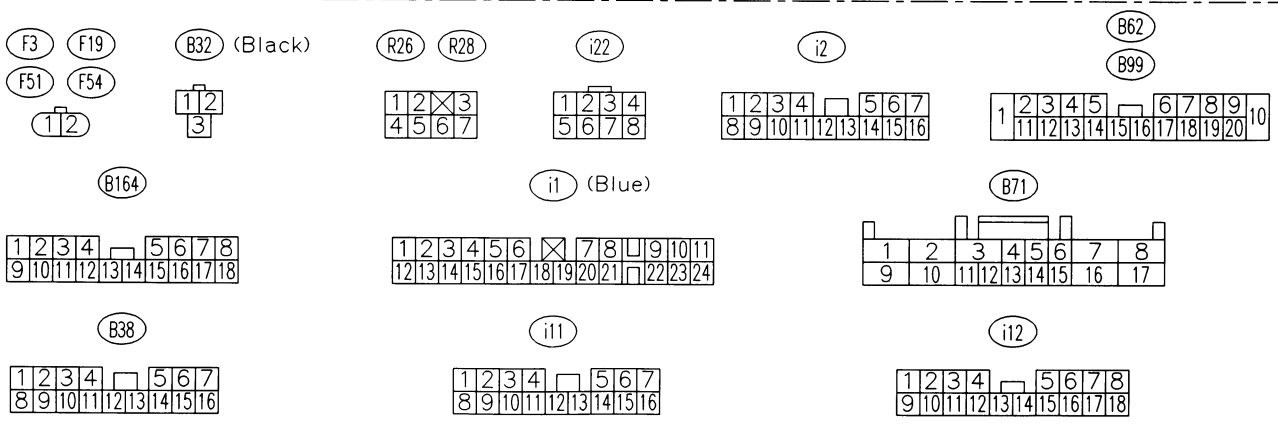 F3 F19 B32 (Black) R26 R28 i22 i2 B62
F51 F54 B99
1 2
1 2
3
1 2 3
4 5 6 7
1 2 3 4
5 6 7 8
1 2 3 4 5 6 7
8 9 10 11 12 13 14 15 16
1 2 3 4 5 6 7 8 9 10
11 12 13 14 15 16 17 18 19 20
B164 i1 (Blue) B71
1 2 3 4 5 6 7 8
9 10 11 12 13 14 15 16 17 18
1 2 3 4 5 6 7 8 9 10 11
12 13 14 15 16 17 18 19 20 21 22 23 24
1 2 3 4 5 6 7 8
9 10 11 12 13 14 15 16 17
B38 i11 i12
1 2 3 4 5 6 7
8 9 10 11 12 13 14 15 16
1 2 3 4 5 6 7
8 9 10 11 12 13 14 15 16
1 2 3 4 5 6 7 8
9 10 11 12 13 14 15 16 17 18